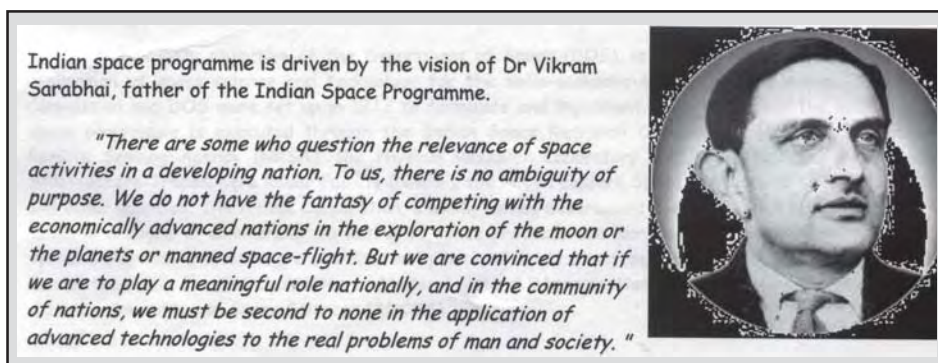 Indian space programme is driven by the vision of Dr Vikram
Sarabhai, father of the Indian Space Programme.
"There are some who question the relevance of space
activities in a developing nation. To us, there is no ambiguity of
purpose. We do not have the fantasy of competing with the
economically advanced nations in the exploration of the moon or
the planets or manned space-flight. But we are convinced that if
we are to play a meaningful role nationally, and in the community
of nations, we must be second to none in the application of
advanced technologies to the real problems of man and society. "